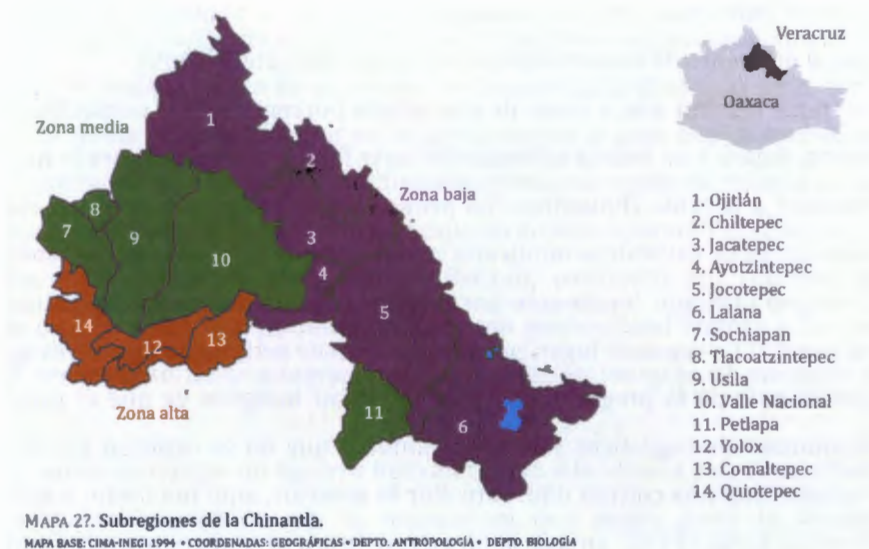 Veracruz
Oaxaca
Zona media
Zona baja
Zona alta
1
2
3
4
5
6
7
8
9
10
11
12
13
14
1. Ojitlán
2. Chiltepec
3. Jacatepec
4. Ayotzintepec
5. Jocotepec
6. Lalana
7. Sochiapan
8. Tlacoatzintepec
9. Usila
10. Valle Nacional
11. Petlapa
12. Yolox
13. Comaltepec
14. Quiotepec
MAPA 2?. Subregiones de la Chinantla.
MAPA BASE: CIMA-INEGI 1994 • COORDENADAS: GEOGRÁFICAS • DEPTO. ANTROPOLOGÍA • DEPTO. BIOLOGÍA